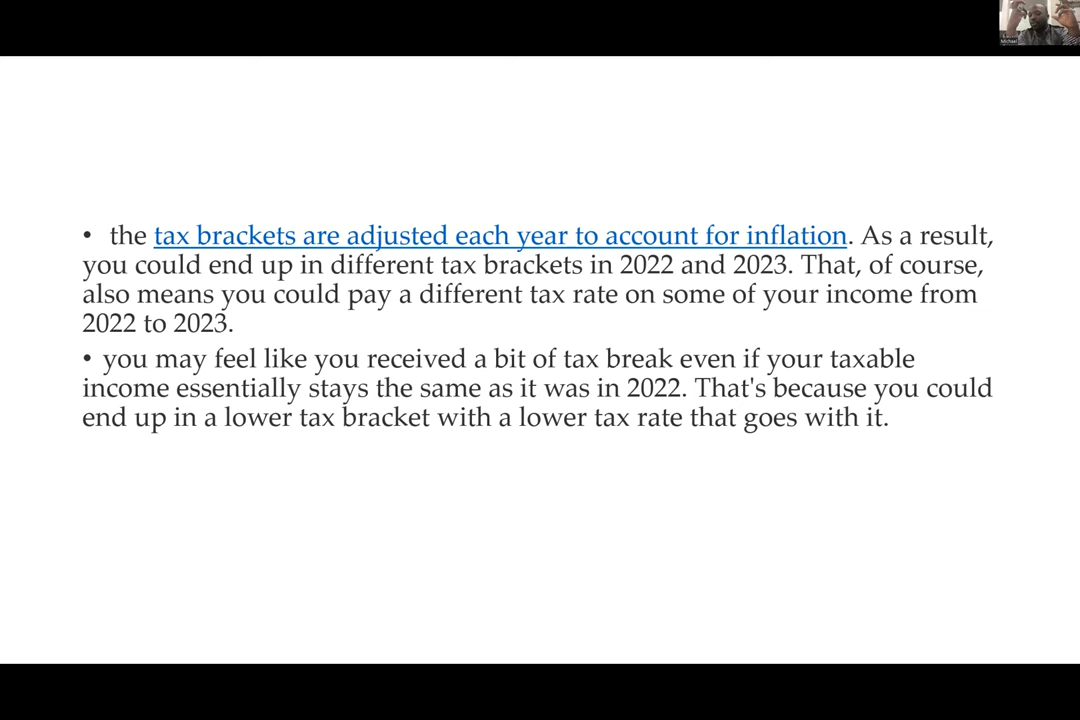 Michael
• the tax brackets are adjusted each year to account for inflation. As a result,
you could end up in different tax brackets in 2022 and 2023. That, of course,
also means you could pay a different tax rate on some of your income from
2022 to 2023.
• you may feel like you received a bit of tax break even if your taxable
income essentially stays the same as it was in 2022. That's because you could
end up in a lower tax bracket with a lower tax rate that goes with it.